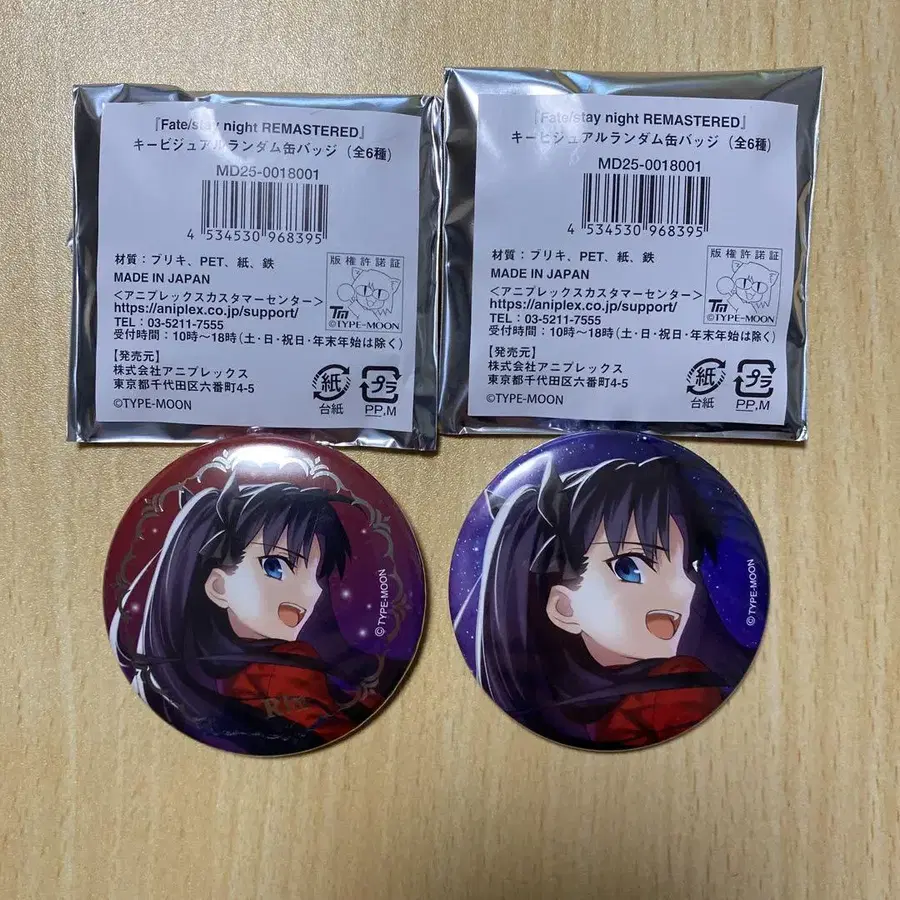 『Fate/stay night REMASTERED』
キービジュアルランダム缶バッジ（全6種）
MD25-0018001
4 534530 968395
材質：ブリキ、PET、紙、鉄
MADE IN JAPAN
＜アニプレックスカスタマーセンター＞
https://aniplex.co.jp/support/
TEL：03-5211-7555
受付時間：10時～18時(土・日・祝日・年末年始は除く)
【発売元】
株式会社アニプレックス
東京都千代田区六番町4-5
©TYPE-MOON
版権許諾証
TM
©TYPE-MOON
紙
台紙
プラ
PP,M
『Fate/stay night REMASTERED』
キービジュアルランダム缶バッジ（全6種）
MD25-0018001
4 534530 968395
材質：ブリキ、PET、紙、鉄
MADE IN JAPAN
＜アニプレックスカスタマーセンター＞
https://aniplex.co.jp/support/
TEL：03-5211-7555
受付時間：10時～18時(土・日・祝日・年末年始は除く)
【発売元】
株式会社アニプレックス
東京都千代田区六番町4-5
©TYPE-MOON
版権許諾証
TM
©TYPE-MOON
紙
台紙
プラ
PP,M
©TYPE-MOON
Rin
©TYPE-MOON